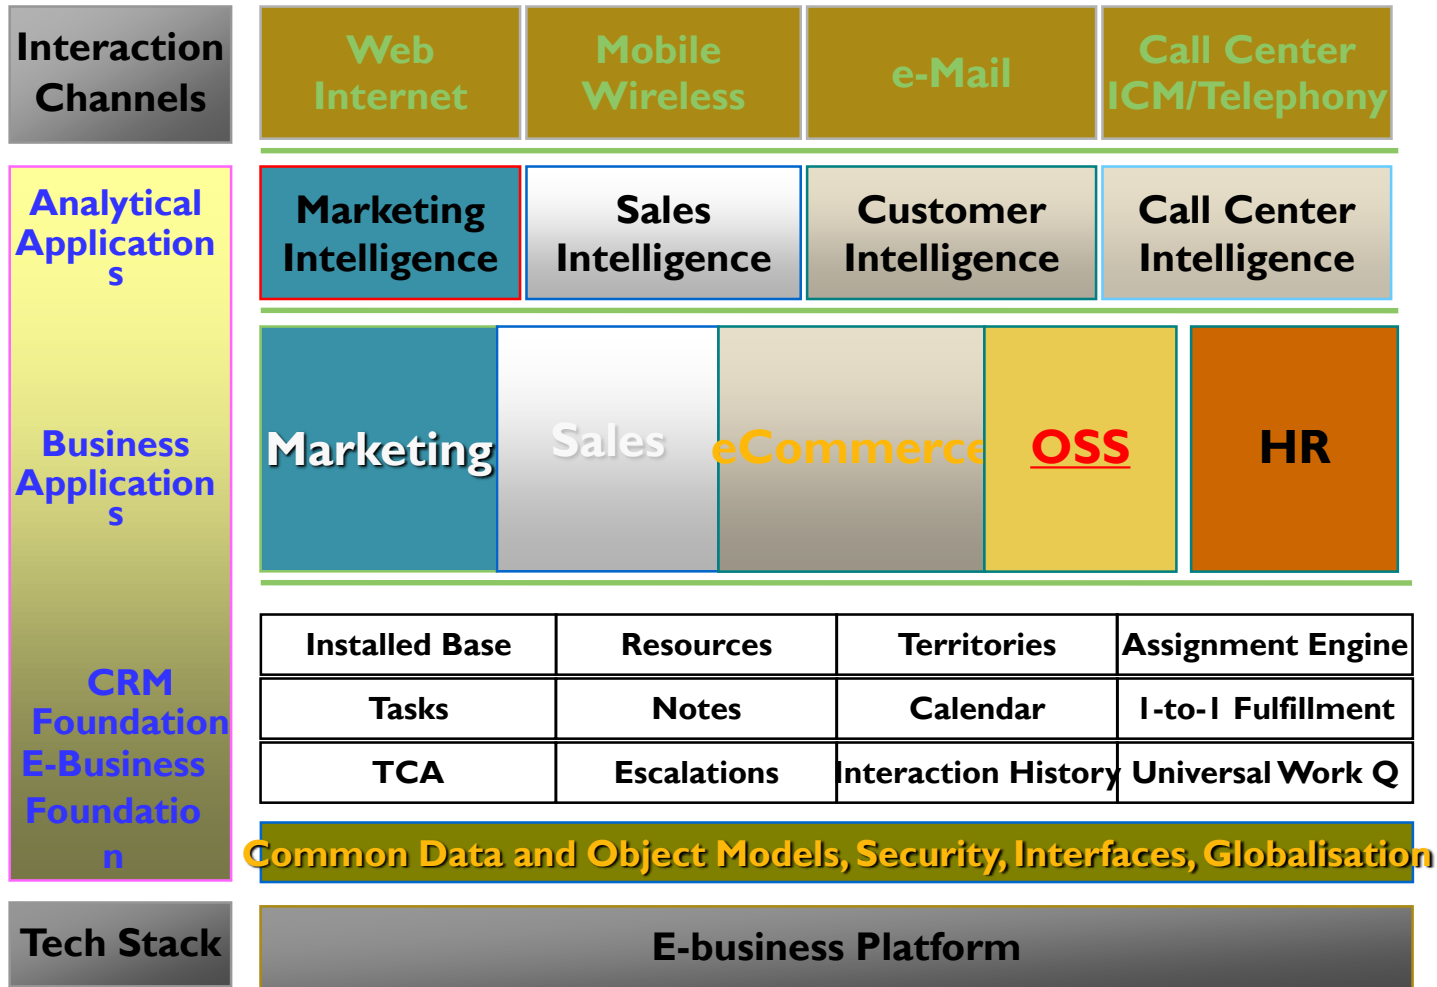 Interaction
Channels
Web
Internet
Mobile
Wireless
e-Mail
Call Center
ICM/Telephony
Analytical
Application
s
Marketing
Intelligence
Sales
Intelligence
Customer
Intelligence
Call Center
Intelligence
Business
Application
s
Marketing
Sales
eCommerce
OSS
HR
CRM
Foundation
E-Business
Foundatio
n
Installed Base
Resources
Territories
Assignment Engine
Tasks
Notes
Calendar
1-to-1 Fulfillment
TCA
Escalations
Interaction History
Universal Work Q
Common Data and Object Models, Security, Interfaces, Globalisation
Tech Stack
E-business Platform